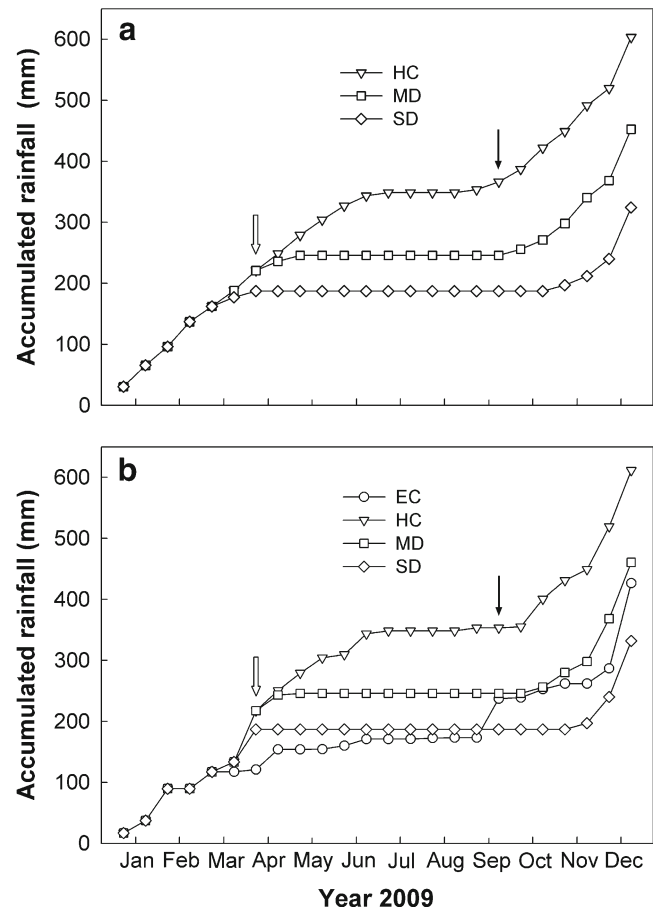 a
Accumulated rainfall (mm)
600
500
400
300
200
100
0
HC
MD
SD
b
Accumulated rainfall (mm)
600
500
400
300
200
100
0
EC
HC
MD
SD
Jan Feb Mar Apr May Jun Jul Aug Sep Oct Nov Dec
Year 2009